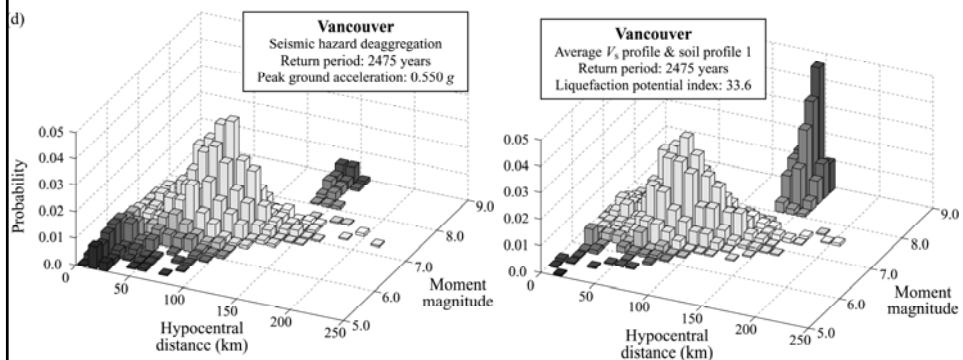 d)
Vancouver
Seismic hazard deaggregation
Return period: 2475 years
Peak ground acceleration: 0.550 g
0.05
0.04
0.03
0.02
0.01
0.0
Probability
0
50
100
150
200
250
Hypocentral
distance (km)
5.0
6.0
7.0
8.0
9.0
Moment
magnitude
Vancouver
Average Vs profile & soil profile 1
Return period: 2475 years
Liquefaction potential index: 33.6
0.05
0.04
0.03
0.02
0.01
0.0
0
50
100
150
200
250
Hypocentral
distance (km)
5.0
6.0
7.0
8.0
9.0
Moment
magnitude